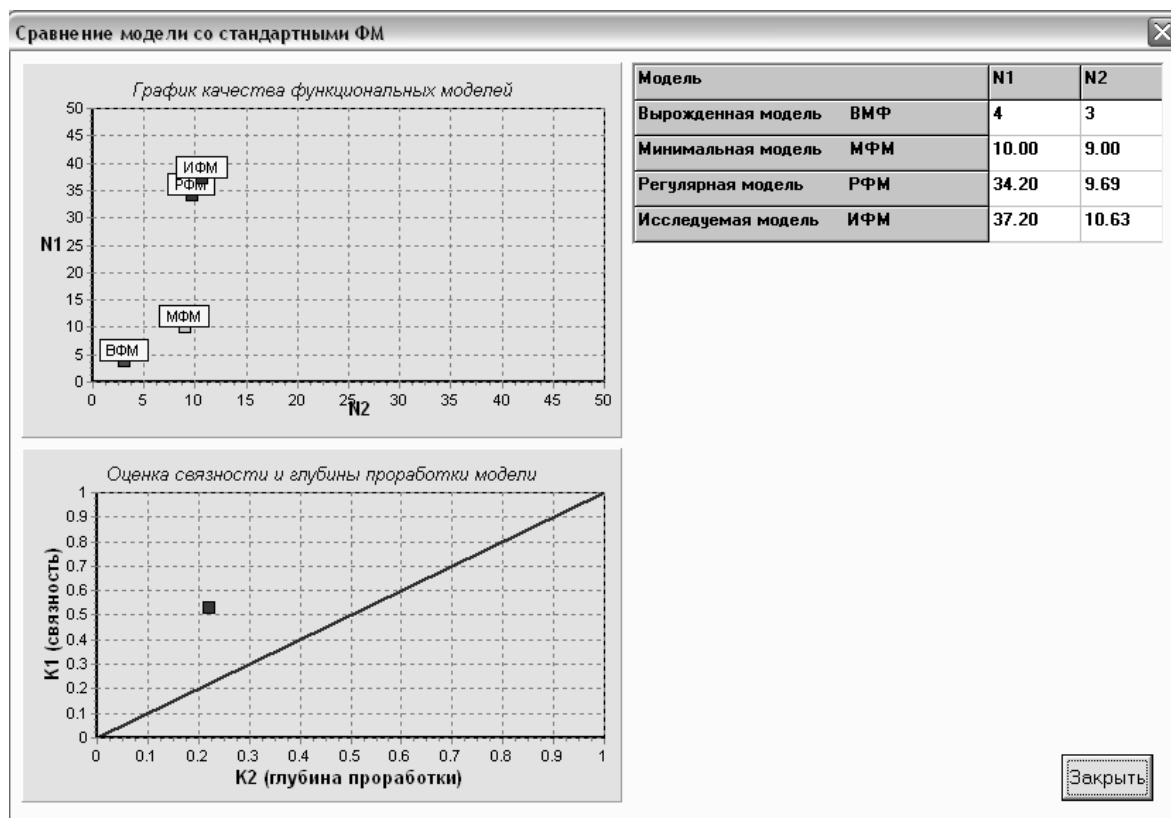 Сравнение модели со стандартными ФМ
График качества функциональных моделей
50
45
40
35
30
N1 25
20
15
10
5
0
ИФМ
РФМ
МФМ
ВФМ
0 5 10 15 20 25 30 35 40 45 50
N2
Модель N1 N2
Вырожденная модель ВМФ 4 3
Минимальная модель МФМ 10.00 9.00
Регулярная модель РФМ 34.20 9.69
Исследуемая модель ИФМ 37.20 10.63
Оценка связности и глубины проработки модели
K1 (связность)
1
0.9
0.8
0.7
0.6
0.5
0.4
0.3
0.2
0.1
0
0 0.1 0.2 0.3 0.4 0.5 0.6 0.7 0.8 0.9 1
K2 (глубина проработки)
Закрыть